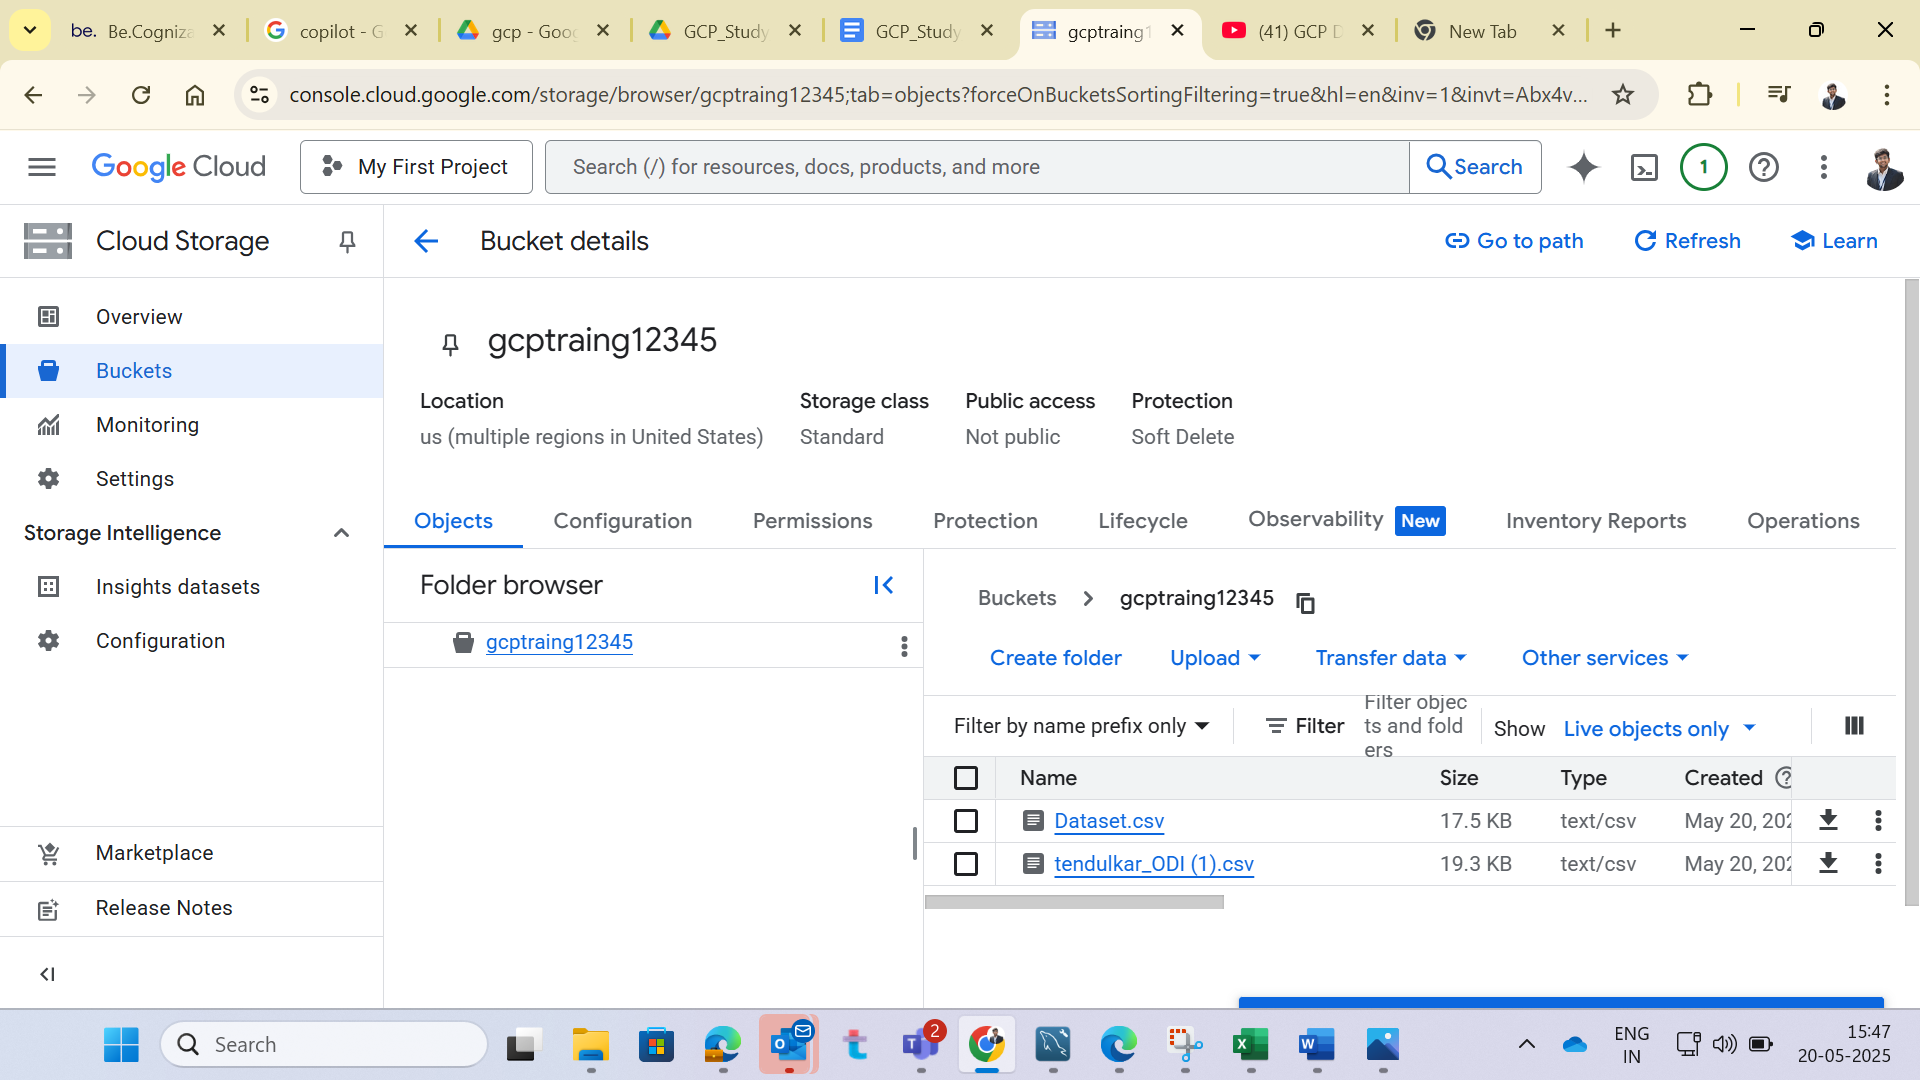 be. Be.Cogniza
copilot - G
gcp - Goog
GCP_Study
GCP_Study
gcptraing1
(41) GCP D
New Tab
console.cloud.google.com/storage/browser/gcptraing12345;tab=objects?forceOnBucketsSortingFiltering=true&hl=en&inv=1&invt=Abx4v...
Google Cloud
My First Project
Search (/) for resources, docs, products, and more
Search
1
Cloud Storage
Bucket details
Go to path
Refresh
Learn
Overview
Buckets
Monitoring
Settings
Storage Intelligence
Insights datasets
Configuration
Marketplace
Release Notes
gcptraing12345
Location Storage class Public access Protection
us (multiple regions in United States) Standard Not public Soft Delete
Objects Configuration Permissions Protection Lifecycle Observability New Inventory Reports Operations
Folder browser
gcptraing12345
Buckets gcptraing12345
Create folder Upload Transfer data Other services
Filter by name prefix only
Filter
Filter objec
ts and fold
ers
Show Live objects only
Name Size Type Created
Dataset.csv 17.5 KB text/csv May 20, 202
tendulkar_ODI (1).csv 19.3 KB text/csv May 20, 202
Search
2
ENG
IN
15:47
20-05-2025